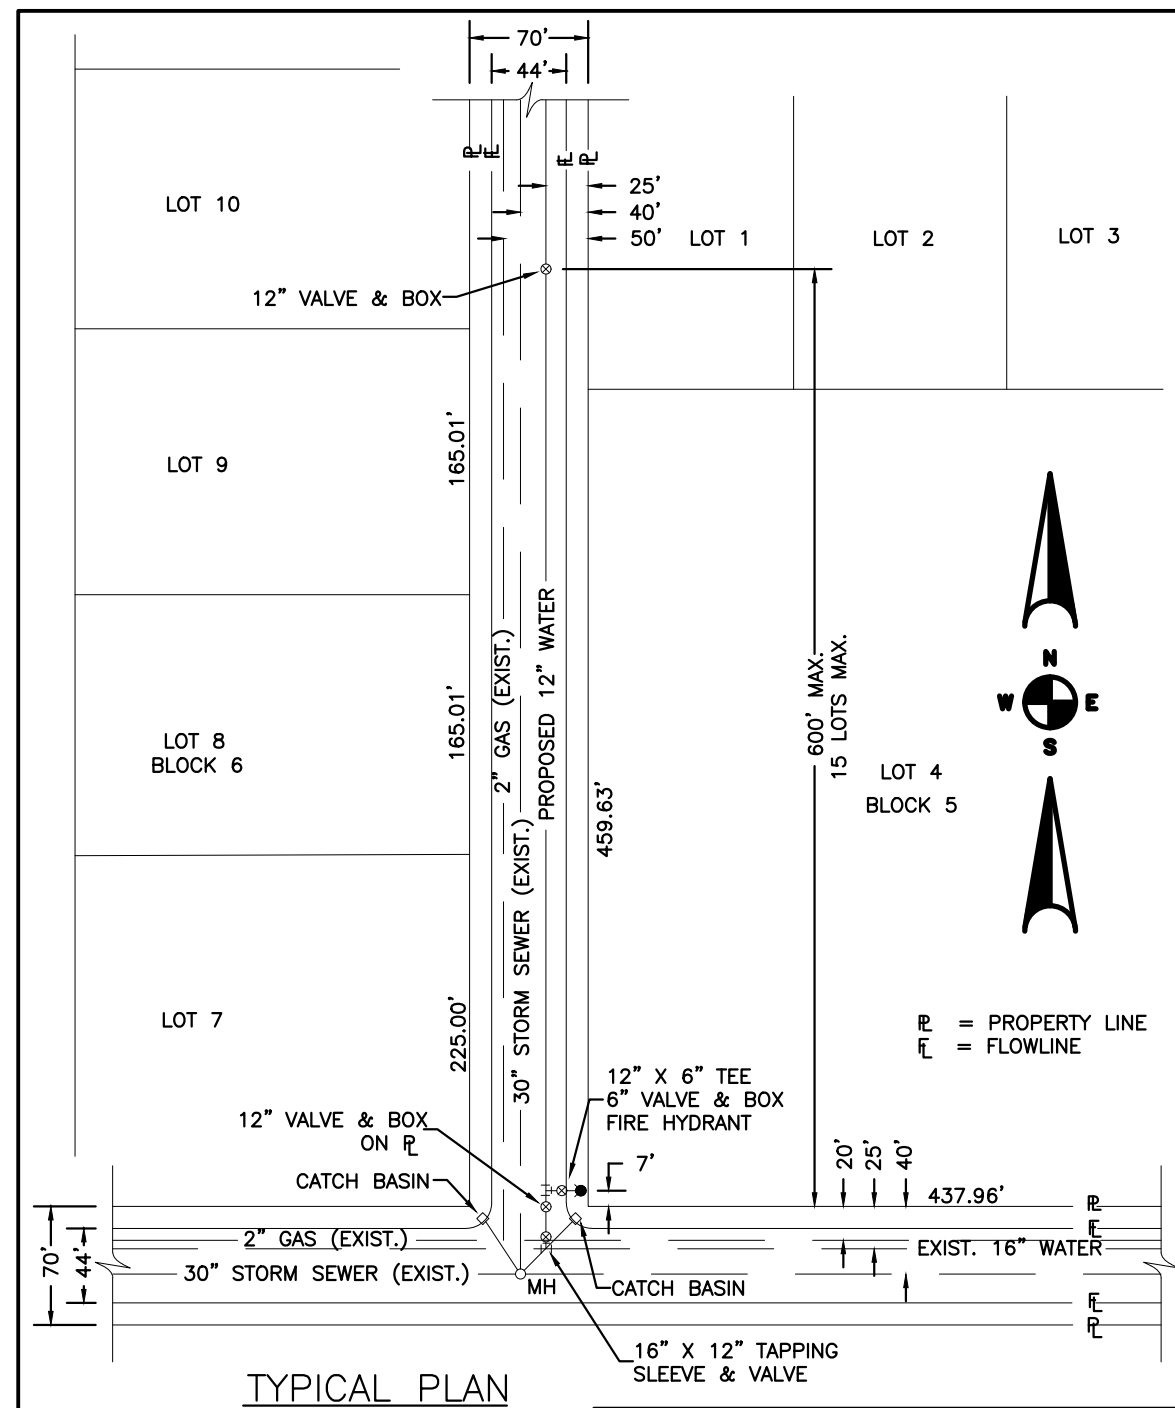 70'
44'
℄ ℄
℄ ℄
25'
40'
50'
LOT 10
LOT 1
LOT 2
LOT 3
12” VALVE & BOX
165.01'
LOT 9
2” GAS (EXIST.)
PROPOSED 12” WATER
600' MAX.
15 LOTS MAX.
N
W E
S
165.01'
LOT 8
BLOCK 6
LOT 4
BLOCK 5
459.63'
30” STORM SEWER (EXIST.)
225.00'
LOT 7
PL = PROPERTY LINE
FL = FLOWLINE
12” X 6” TEE
6” VALVE & BOX
FIRE HYDRANT
12” VALVE & BOX
ON PL
CATCH BASIN
7'
20'
25'
40'
437.96'
PL
FL
2” GAS (EXIST.)
EXIST. 16” WATER
70'
44'
30” STORM SEWER (EXIST.)
MH
CATCH BASIN
FL
PL
16” X 12” TAPPING
SLEEVE & VALVE
TYPICAL PLAN